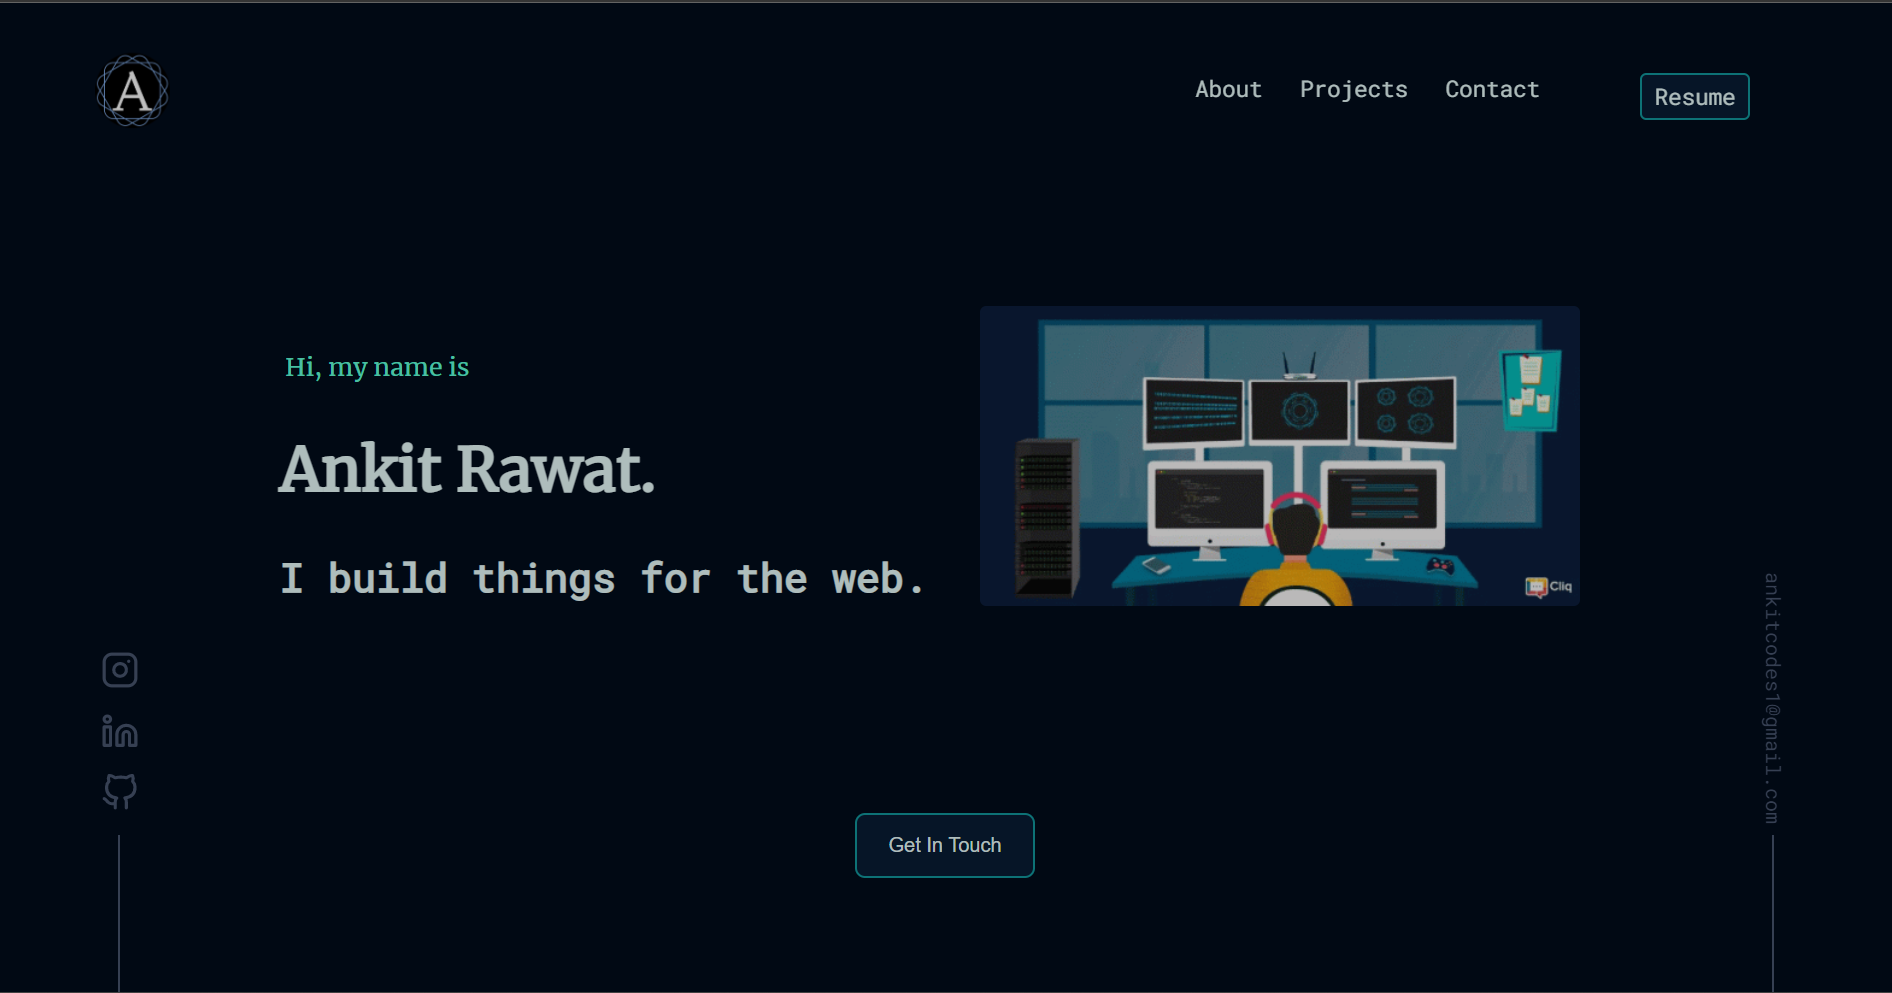 A
About Projects Contact
Resume
Hi, my name is
Ankit Rawat.
I build things for the web.
Cliq
ankitcodes1@gmail.com
Get In Touch